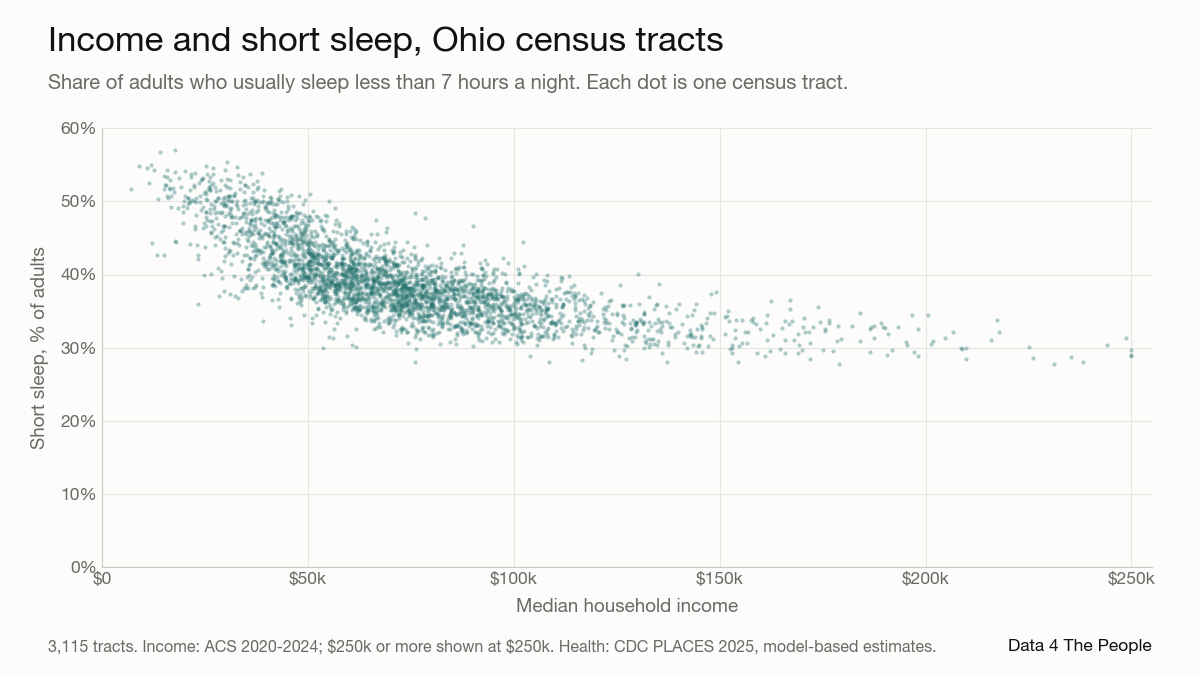 Income and short sleep, Ohio census tracts
Share of adults who usually sleep less than 7 hours a night. Each dot is one census tract.
Short sleep, % of adults
60%
50%
40%
30%
20%
10%
0%
$0 $50k $100k $150k $200k $250k
Median household income
3,115 tracts. Income: ACS 2020-2024; $250k or more shown at $250k. Health: CDC PLACES 2025, model-based estimates.
Data 4 The People